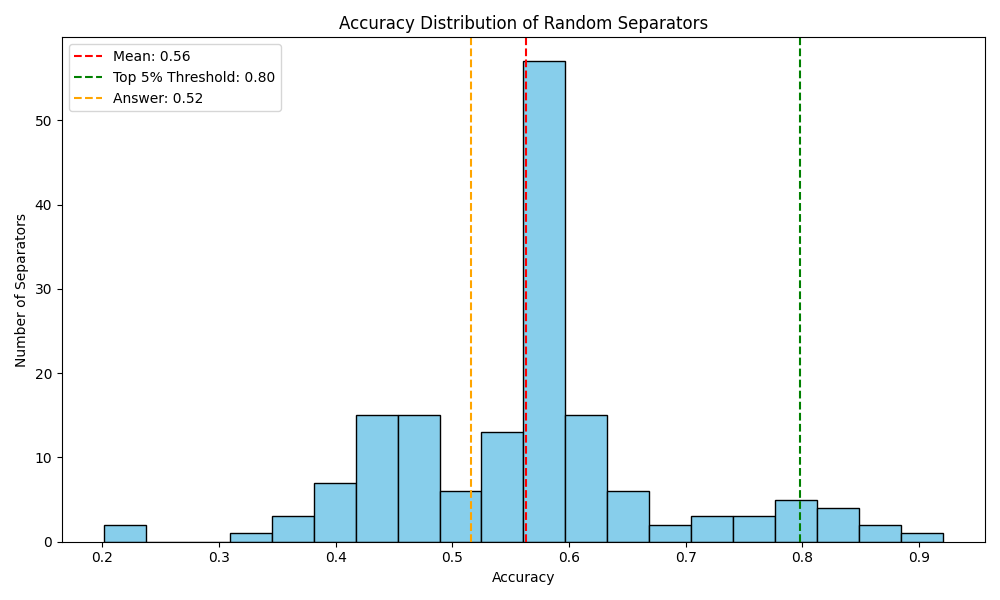 Accuracy Distribution of Random Separators
Mean: 0.56
Top 5% Threshold: 0.80
Answer: 0.52
Number of Separators
50
40
30
20
10
0
0.2 0.3 0.4 0.5 0.6 0.7 0.8 0.9
Accuracy